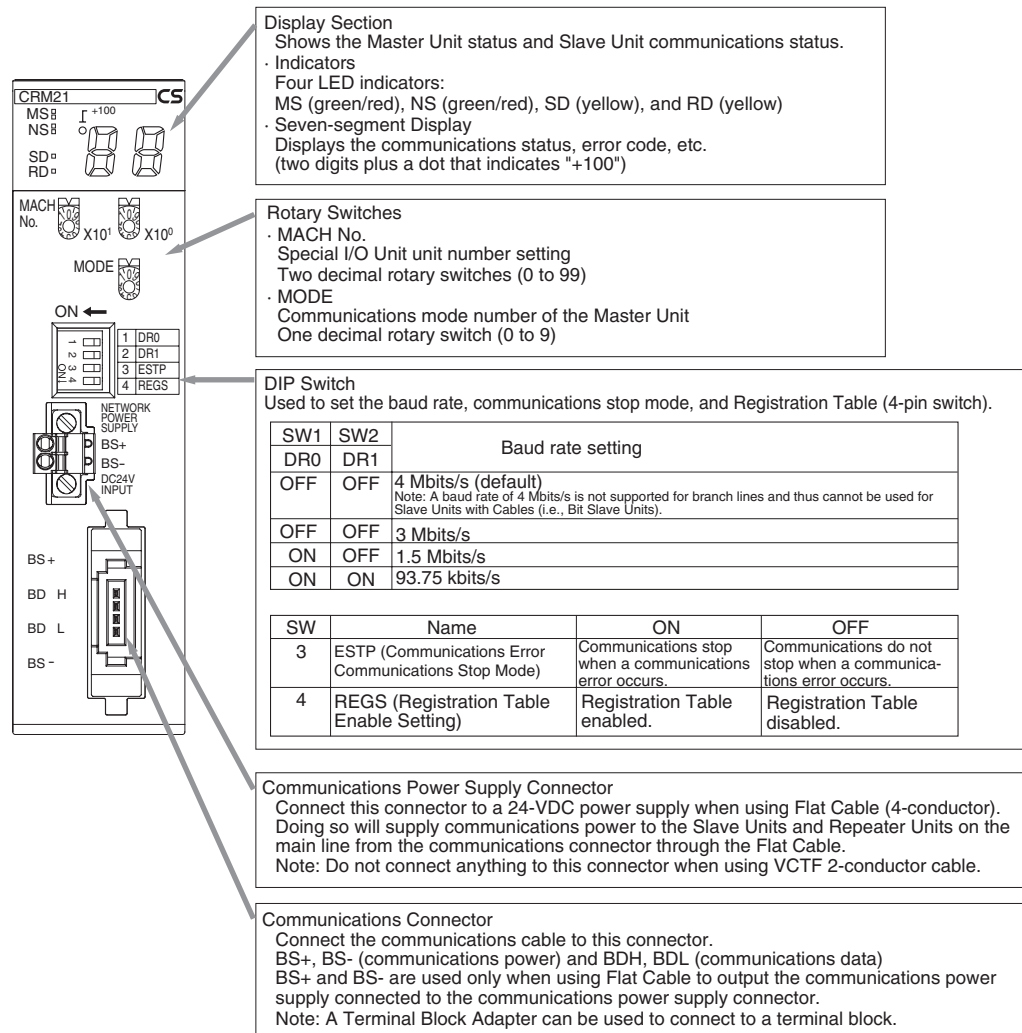 Display Section
Shows the Master Unit status and Slave Unit communications status.
· Indicators
Four LED indicators:
MS (green/red), NS (green/red), SD (yellow), and RD (yellow)
· Seven-segment Display
Displays the communications status, error code, etc.
(two digits plus a dot that indicates "+100")
CRM21 CS
MS +100
NS
SD
RD
MACH
No. X10¹ X10⁰
MODE
Rotary Switches
· MACH No.
Special I/O Unit unit number setting
Two decimal rotary switches (0 to 99)
· MODE
Communications mode number of the Master Unit
One decimal rotary switch (0 to 9)
ON
1 DR0
2 DR1
3 ESTP
4 REGS
1 2 3 4
ON
NETWORK
POWER
SUPPLY
BS+
BS-
DC24V
INPUT
BS+
BD H
BD L
BS-
DIP Switch
Used to set the baud rate, communications stop mode, and Registration Table (4-pin switch).
SW1 SW2 Baud rate setting
DR0 DR1
OFF OFF 4 Mbits/s (default)
Note: A baud rate of 4 Mbits/s is not supported for branch lines and thus cannot be used for
Slave Units with Cables (i.e., Bit Slave Units).
OFF OFF 3 Mbits/s
ON OFF 1.5 Mbits/s
ON ON 93.75 kbits/s
SW Name ON OFF
3 ESTP (Communications Error
Communications Stop Mode)
Communications stop
when a communications
error occurs.
Communications do not
stop when a communica-
tions error occurs.
4 REGS (Registration Table
Enable Setting)
Registration Table
enabled.
Registration Table
disabled.
Communications Power Supply Connector
Connect this connector to a 24-VDC power supply when using Flat Cable (4-conductor).
Doing so will supply communications power to the Slave Units and Repeater Units on the
main line from the communications connector through the Flat Cable.
Note: Do not connect anything to this connector when using VCTF 2-conductor cable.
Communications Connector
Connect the communications cable to this connector.
BS+, BS- (communications power) and BDH, BDL (communications data)
BS+ and BS- are used only when using Flat Cable to output the communications power
supply connected to the communications power supply connector.
Note: A Terminal Block Adapter can be used to connect to a terminal block.